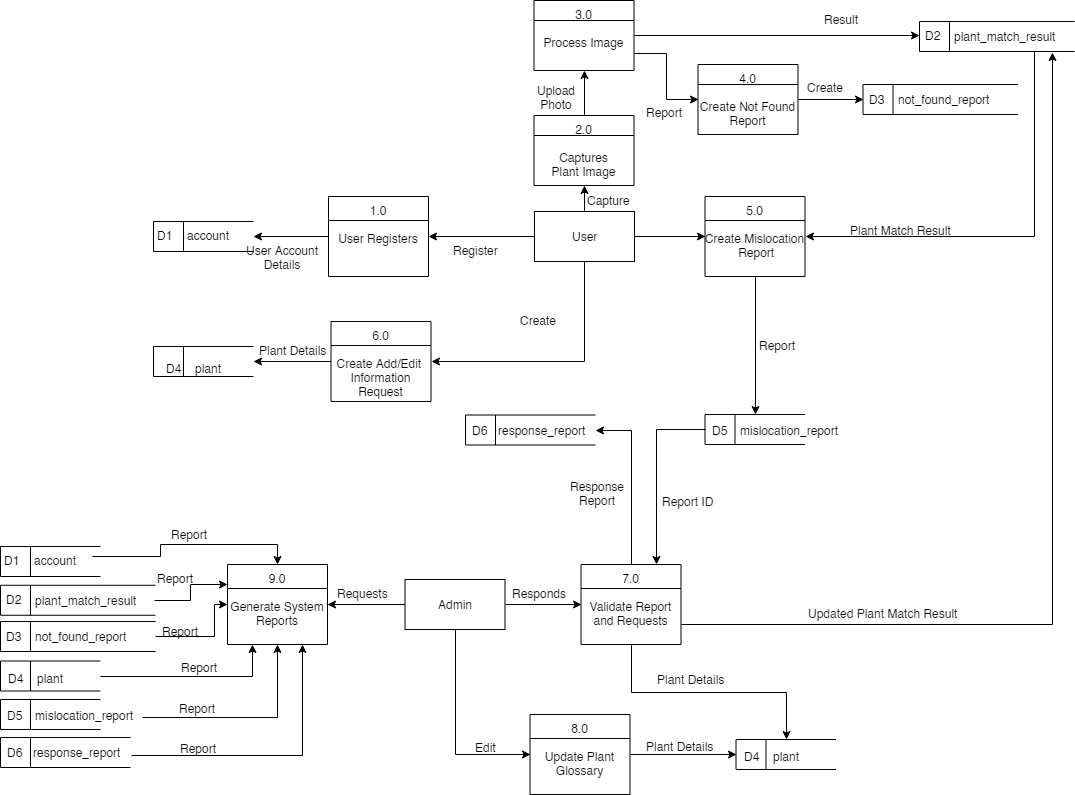 3.0
Process Image
Result
D2 plant_match_result
Upload
Photo
Report
4.0
Create Not Found
Report
Create
D3 not_found_report
2.0
Captures
Plant Image
Capture
D1 account
User Account
Details
1.0
User Registers
Register
User
5.0
Create Mislocation
Report
Plant Match Result
Create
D4 plant
Plant Details
6.0
Create Add/Edit
Information
Request
Report
D6 response_report
D5 mislocation_report
Response
Report
Report ID
D1 account
Report
D2 plant_match_result
Report
D3 not_found_report
Report
D4 plant
Report
D5 mislocation_report
Report
D6 response_report
Report
9.0
Generate System
Reports
Requests
Admin
Responds
7.0
Validate Report
and Requests
Updated Plant Match Result
Plant Details
Edit
8.0
Update Plant
Glossary
Plant Details
D4 plant